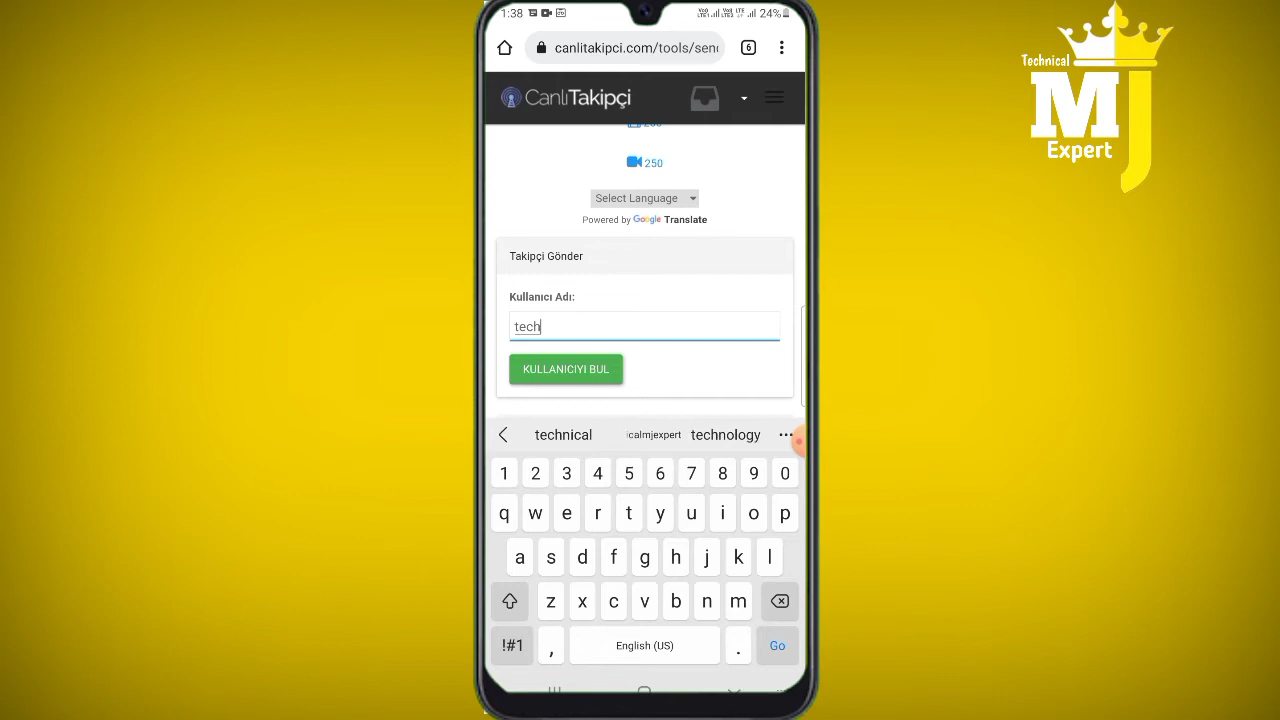 1:38
24%
canlitakipci.com/tools/send
6
CanlıTakipçi
250
Select Language
Powered by Google Translate
Takipçi Gönder
Kullanıcı Adı:
tech
KULLANICIYI BUL
technical
icalmjexpert
technology
1 2 3 4 5 6 7 8 9 0
q w e r t y u i o p
a s d f g h j k l
z x c v b n m
!#1 , English (US) . Go
Technical
MJ
Expert